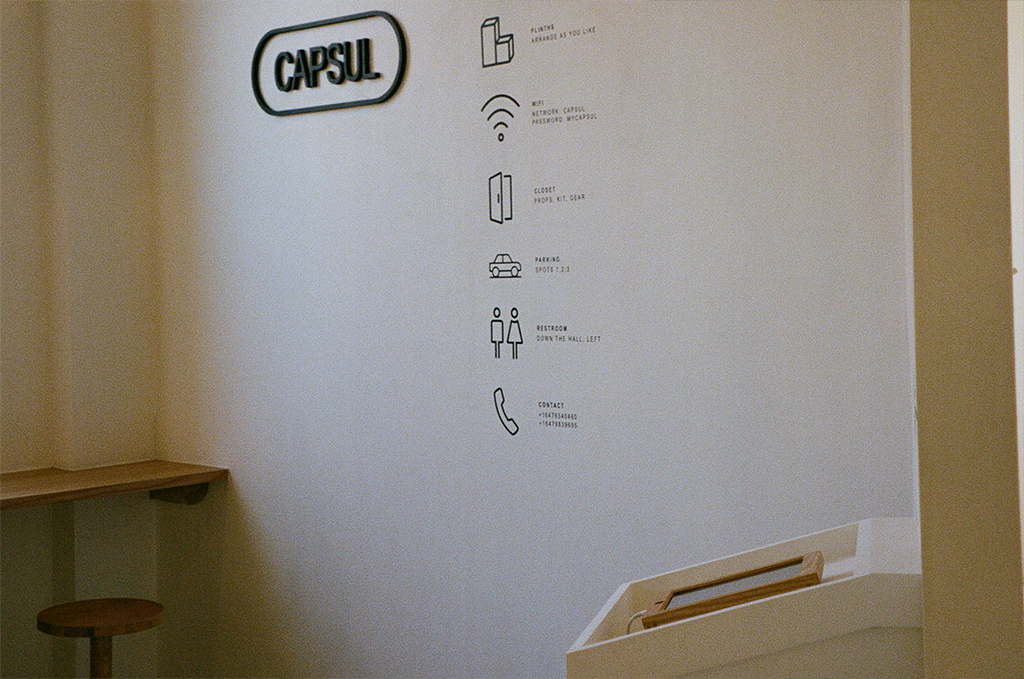 CAPSUL
PLINTHS
ARRANGE AS YOU LIKE
WIFI
NETWORK: CAPSUL
PASSWORD: MYCAPSUL
CLOSET
PROPS, KIT, GEAR
PARKING
SPOTS 1,2,3
RESTROOM
DOWN THE HALL, LEFT
CONTACT